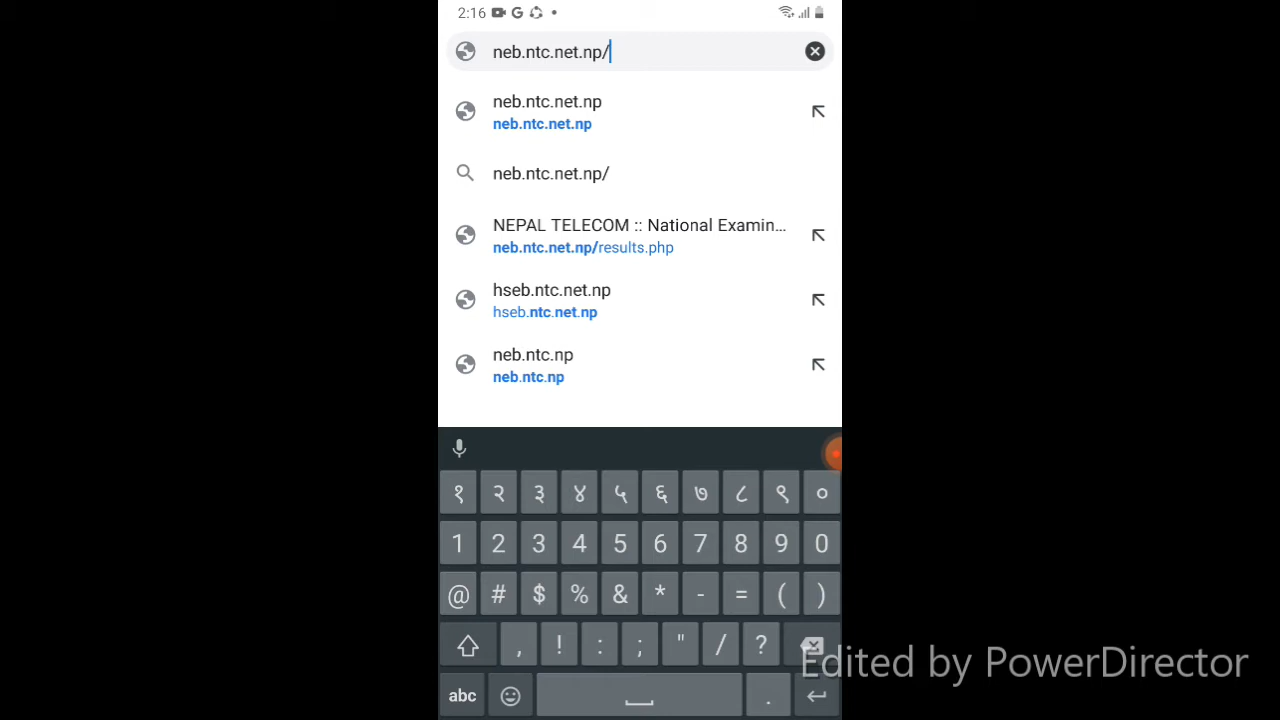 2:16
neb.ntc.net.np/
neb.ntc.net.np
neb.ntc.net.np
neb.ntc.net.np/
NEPAL TELECOM :: National Examin...
neb.ntc.net.np/results.php
hseb.ntc.net.np
hseb.ntc.net.np
neb.ntc.np
neb.ntc.np
१ २ ३ ४ ५ ६ ७ ८ ९ ०
1 2 3 4 5 6 7 8 9 0
@ # $ % & * - = ( )
, ! : ; " / ?
abc .
Edited by PowerDirector